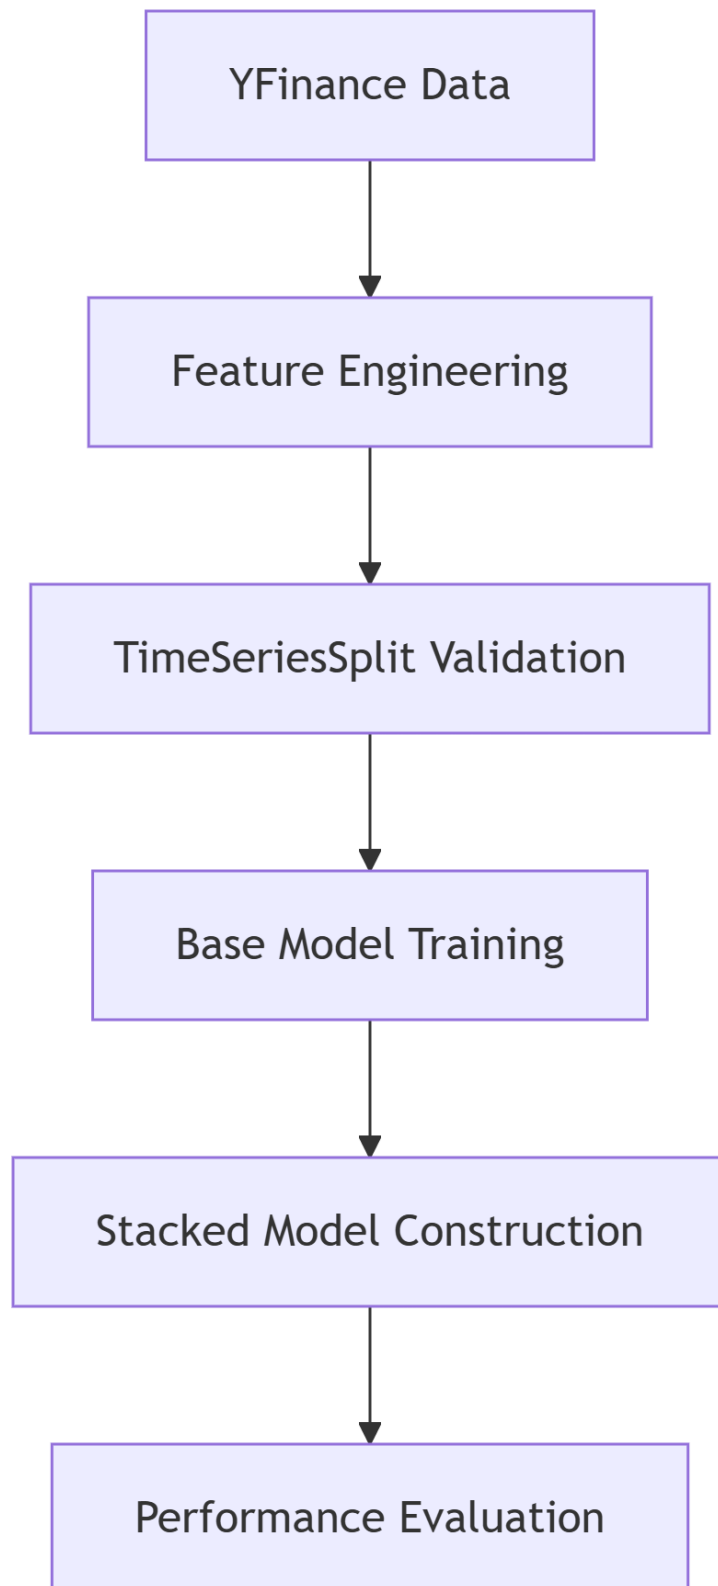 YFinance Data
Feature Engineering
TimeSeriesSplit Validation
Base Model Training
Stacked Model Construction
Performance Evaluation